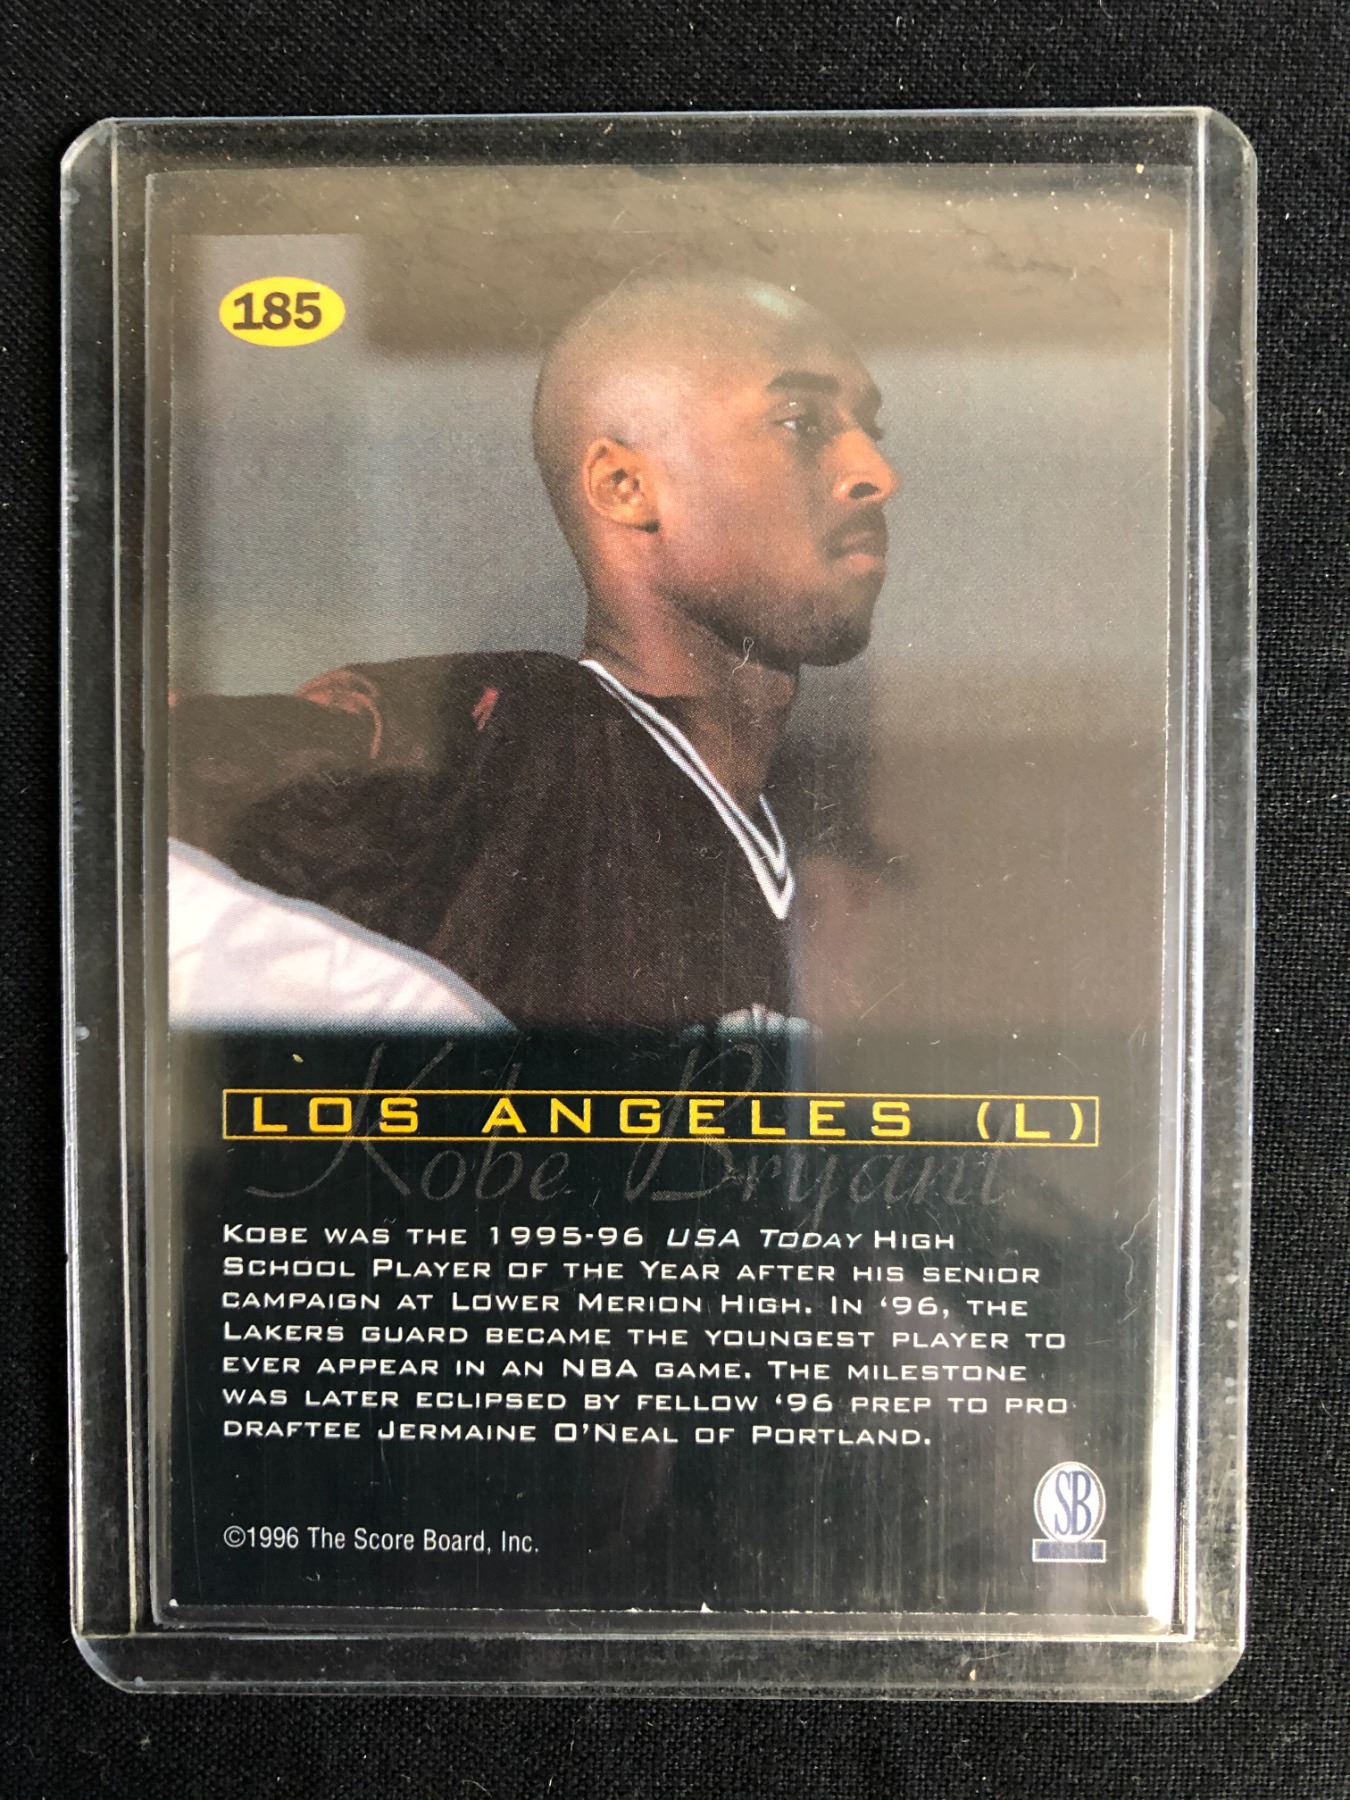 185
LOS ANGELES (L)
Kobe Bryant
KOBE WAS THE 1995-96 USA TODAY HIGH
SCHOOL PLAYER OF THE YEAR AFTER HIS SENIOR
CAMPAIGN AT LOWER MERION HIGH. IN '96, THE
LAKERS GUARD BECAME THE YOUNGEST PLAYER TO
EVER APPEAR IN AN NBA GAME. THE MILESTONE
WAS LATER ECLIPSED BY FELLOW '96 PREP TO PRO
DRAFTEE JERMAINE O'NEAL OF PORTLAND.
SB
©1996 The Score Board, Inc.